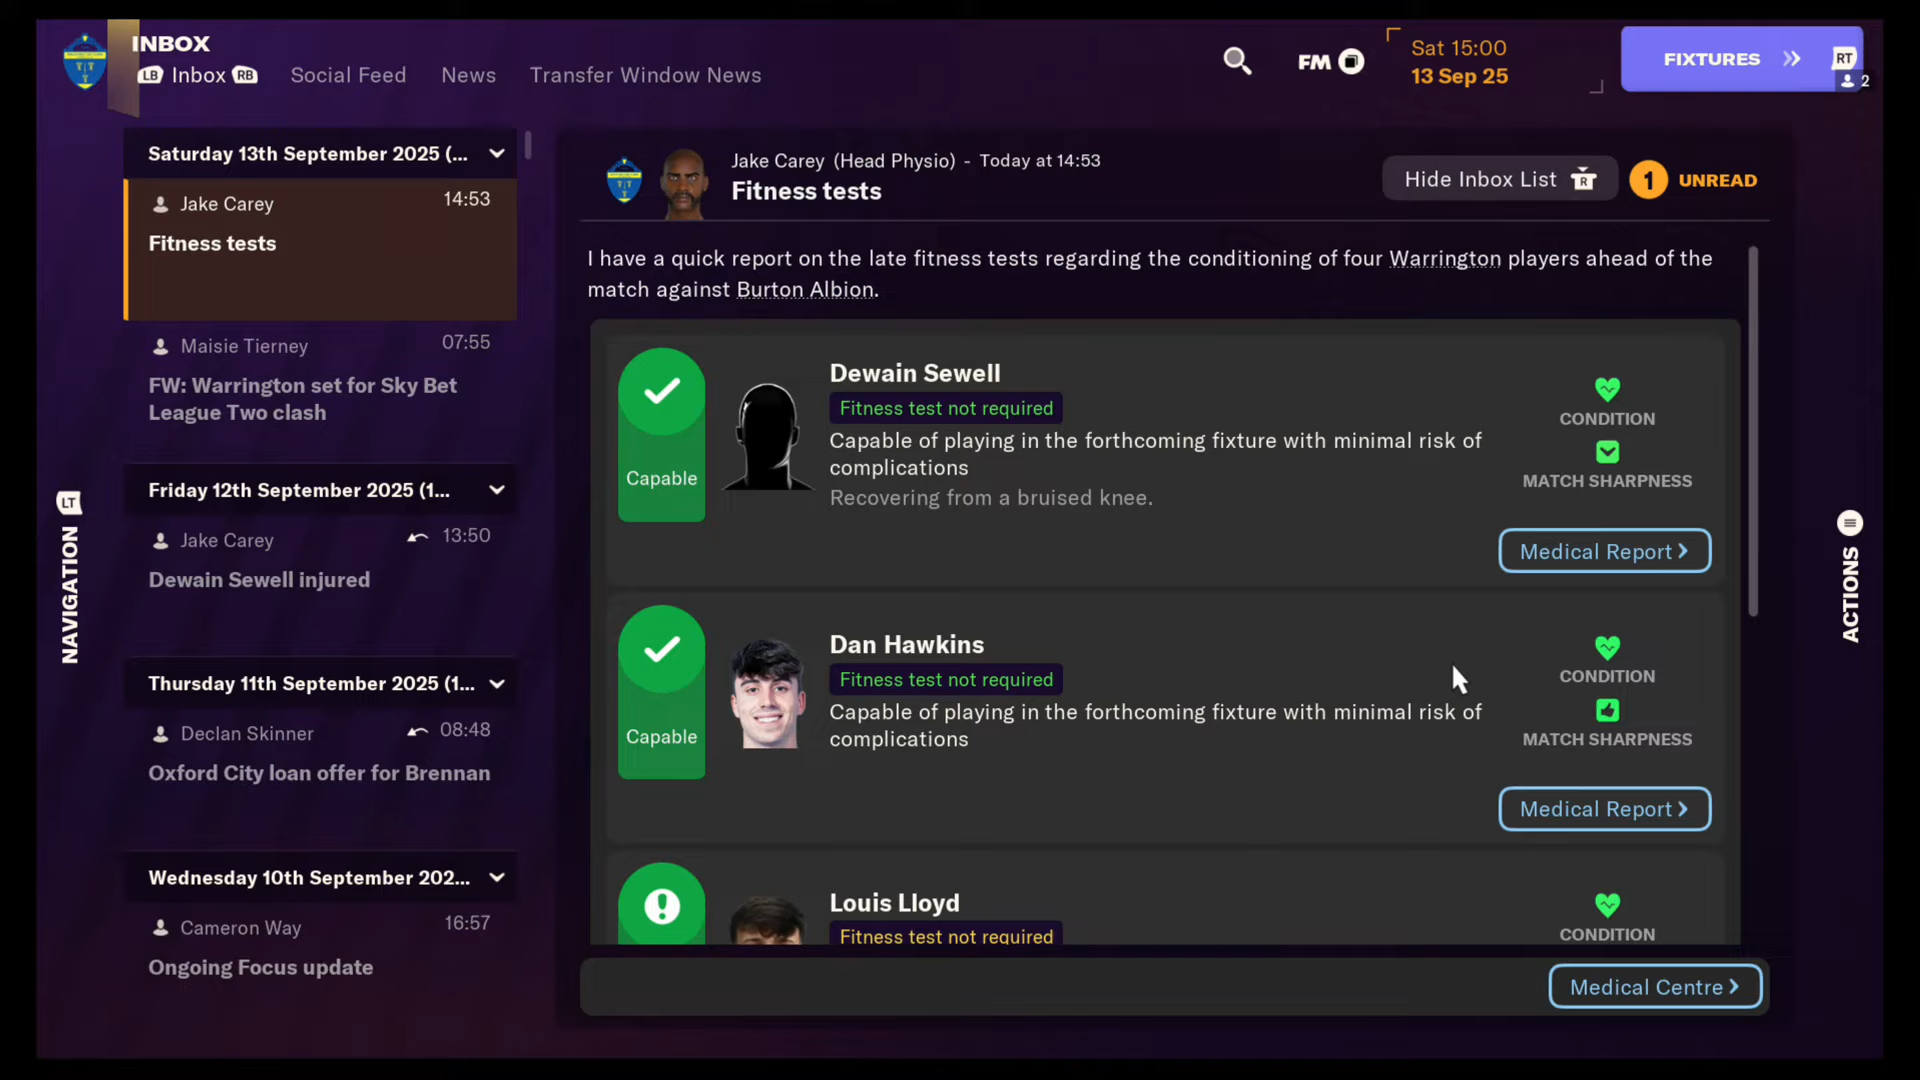 INBOX
LB Inbox RB
Social Feed
News
Transfer Window News
FM
Sat 15:00
13 Sep 25
FIXTURES
RT
2
Saturday 13th September 2025 (...
Jake Carey
14:53
Fitness tests
Maisie Tierney
07:55
FW: Warrington set for Sky Bet
League Two clash
Friday 12th September 2025 (1...
Jake Carey
13:50
Dewain Sewell injured
Thursday 11th September 2025 (1...
Declan Skinner
08:48
Oxford City loan offer for Brennan
Wednesday 10th September 202...
Cameron Way
16:57
Ongoing Focus update
LT
NAVIGATION
Jake Carey (Head Physio) - Today at 14:53
Fitness tests
Hide Inbox List R
1 UNREAD
I have a quick report on the late fitness tests regarding the conditioning of four Warrington players ahead of the
match against Burton Albion.
Capable
Dewain Sewell
Fitness test not required
Capable of playing in the forthcoming fixture with minimal risk of
complications
Recovering from a bruised knee.
CONDITION
MATCH SHARPNESS
Medical Report
Capable
Dan Hawkins
Fitness test not required
Capable of playing in the forthcoming fixture with minimal risk of
complications
CONDITION
MATCH SHARPNESS
Medical Report
Louis Lloyd
Fitness test not required
CONDITION
Medical Centre
ACTIONS